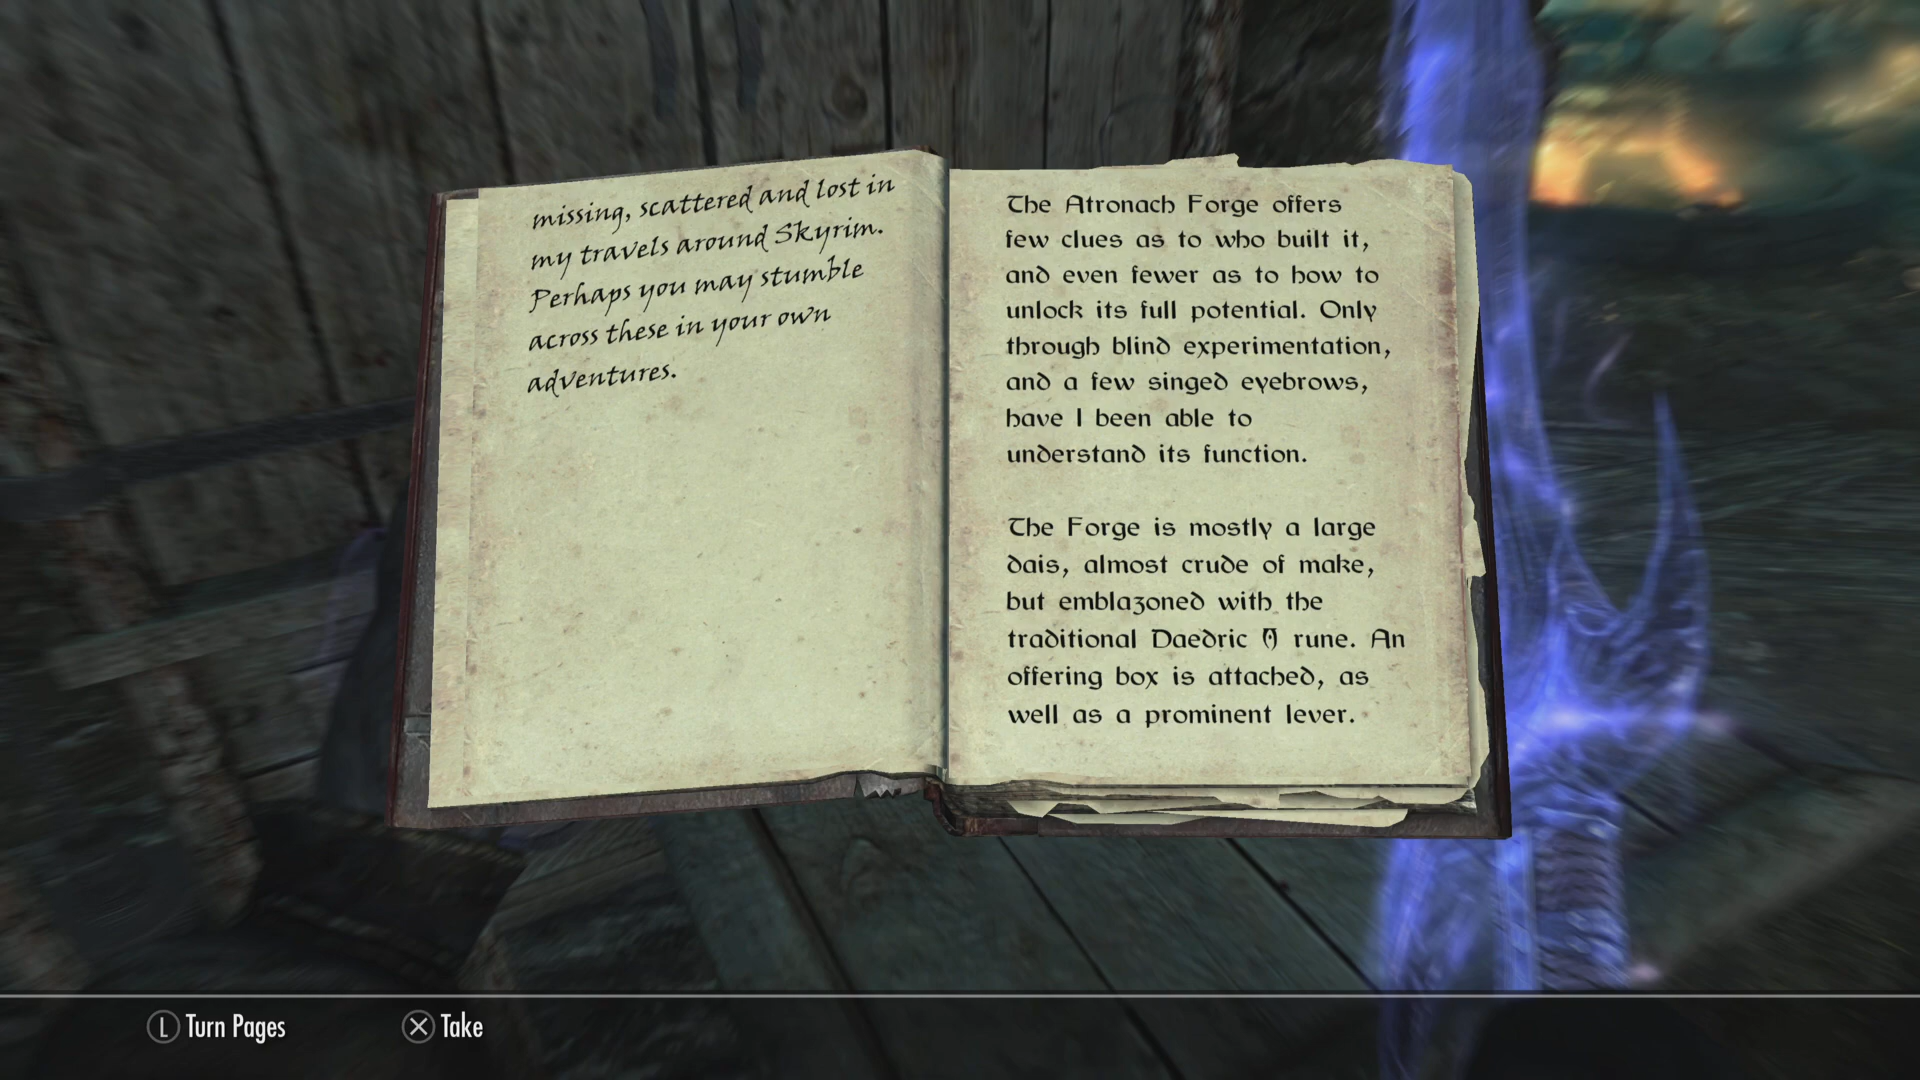 missing, scattered and lost in
my travels around Skyrim.
Perhaps you may stumble
across these in your own
adventures.
The Atronach Forge offers
few clues as to who built it,
and even fewer as to how to
unlock its full potential. Only
through blind experimentation,
and a few singed eyebrows,
have I been able to
understand its function.
The Forge is mostly a large
dais, almost crude of make,
but emblazoned with the
traditional Daedric rune. An
offering box is attached, as
well as a prominent lever.
L Turn Pages
X Take